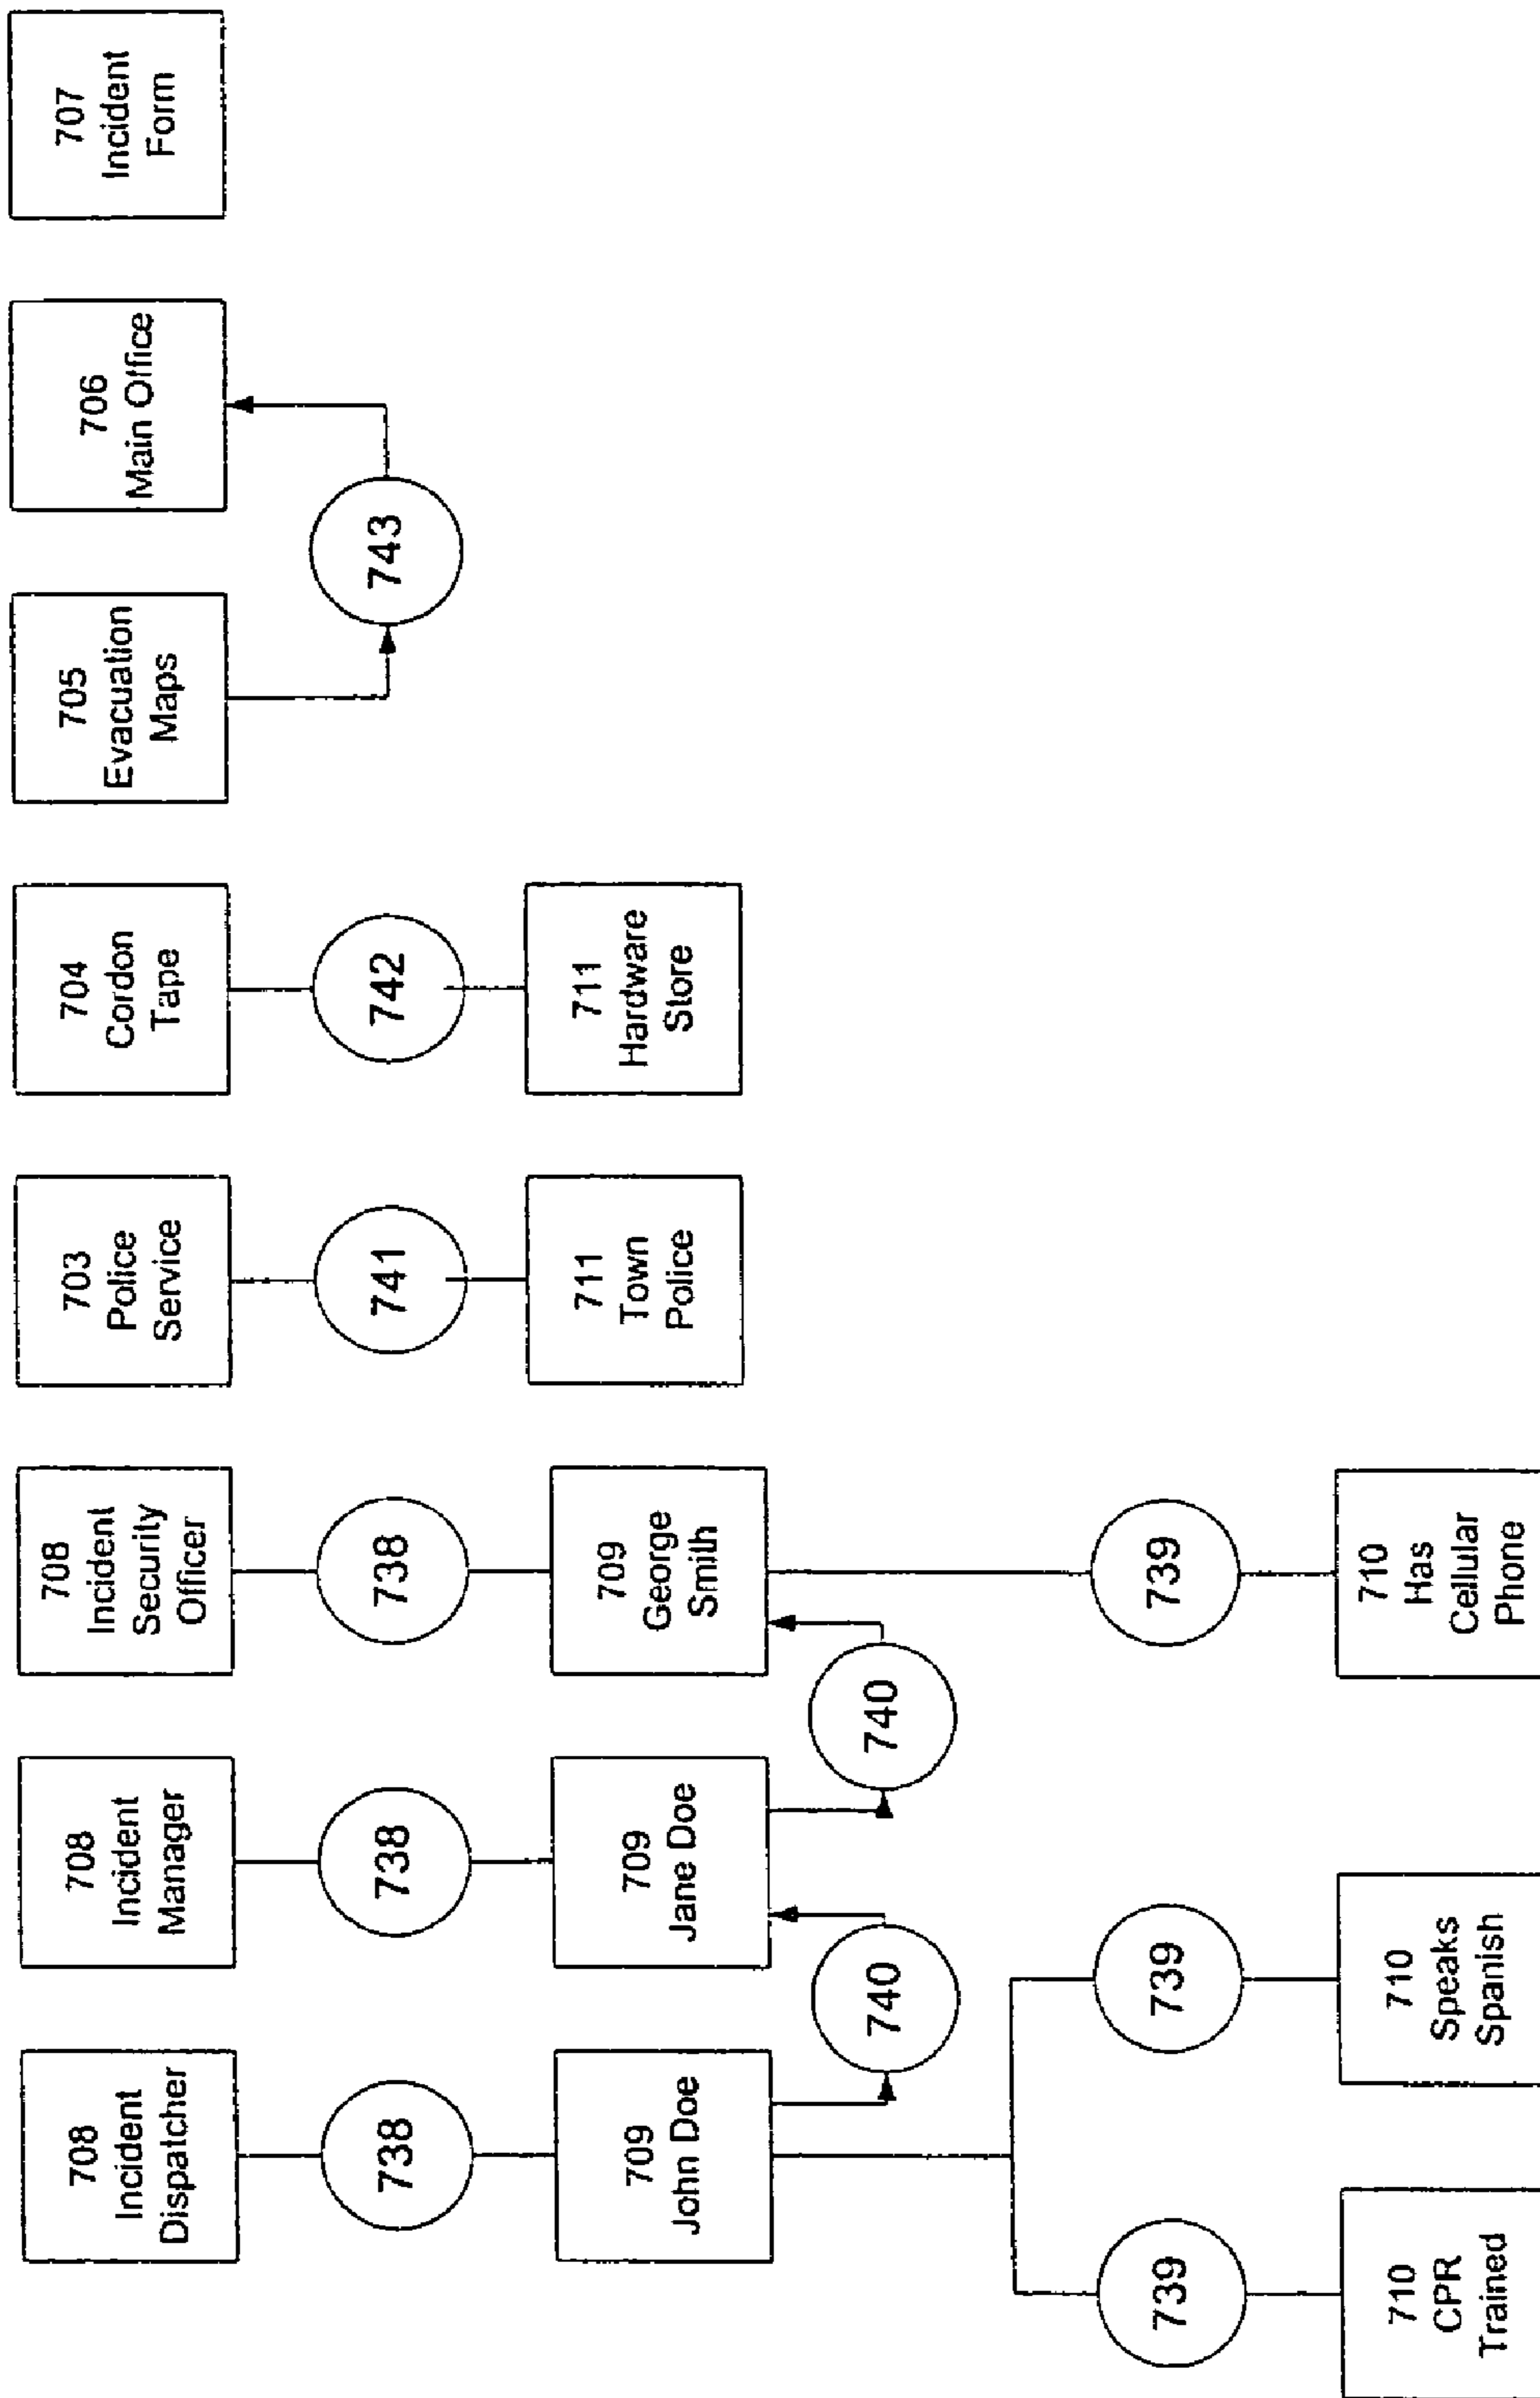 708
Incident
Dispatcher
708
Incident
Manager
708
Incident
Security
Officer
703
Police
Service
704
Cordon
Tape
705
Evacuation
Maps
706
Main Office
707
Incident
Form
738
738
738
741
742
743
709
John Doe
709
Jane Doe
709
George
Smith
711
Town
Police
711
Hardware
Store
740
740
739
739
739
710
CPR
Trained
710
Speaks
Spanish
710
Has
Cellular
Phone